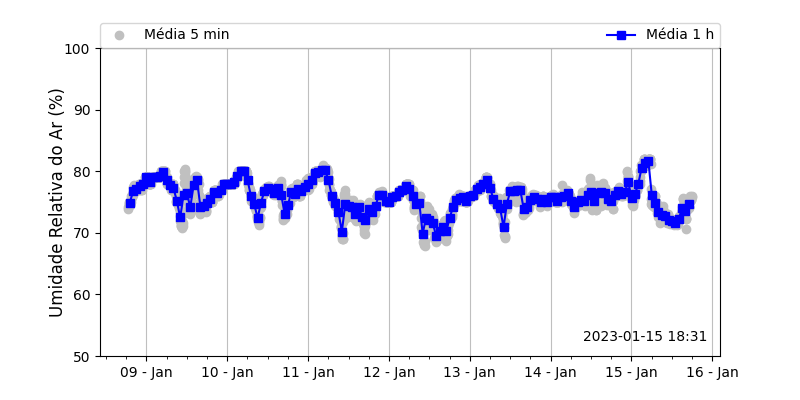 Média 5 min Média 1 h
100
90
80
70
60
50
Umidade Relativa do Ar (%)
2023-01-15 18:31
09 - Jan 10 - Jan 11 - Jan 12 - Jan 13 - Jan 14 - Jan 15 - Jan 16 - Jan